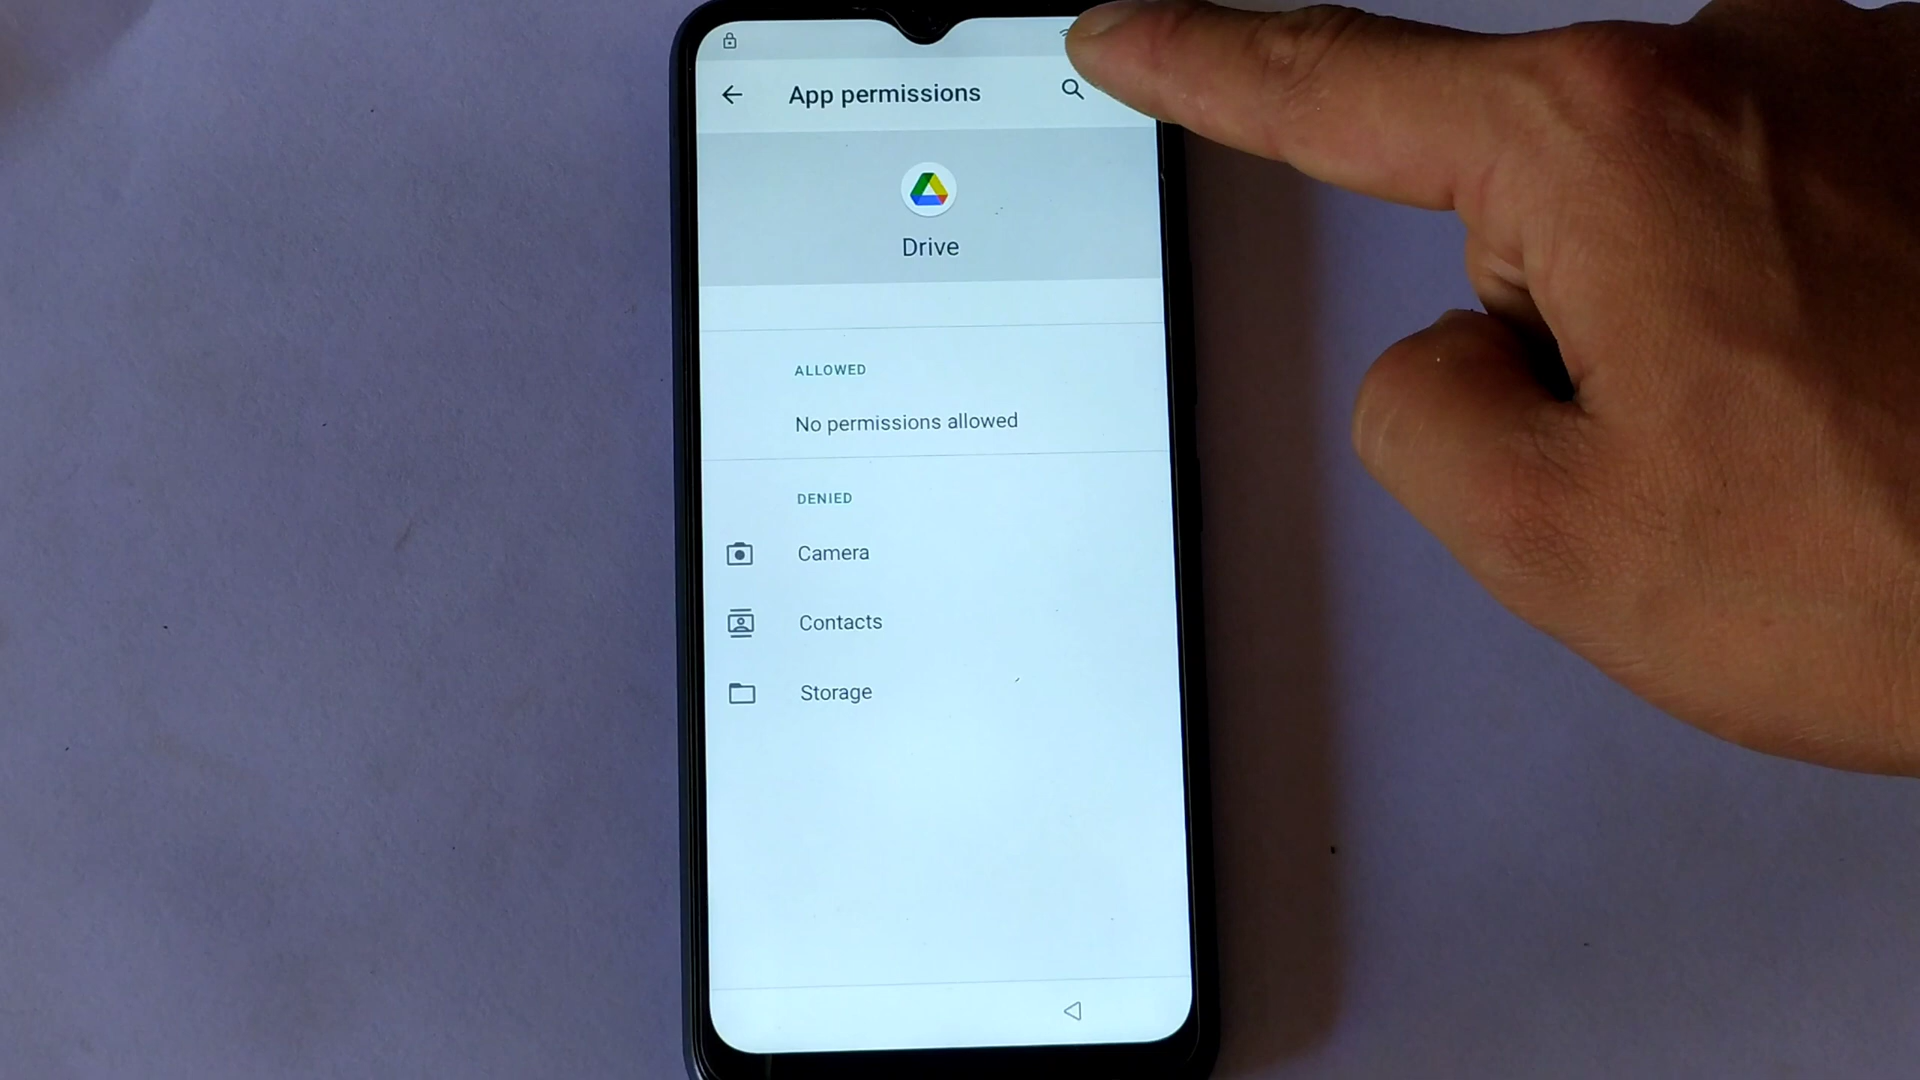 App permissions
Drive
ALLOWED
No permissions allowed
DENIED
Camera
Contacts
Storage